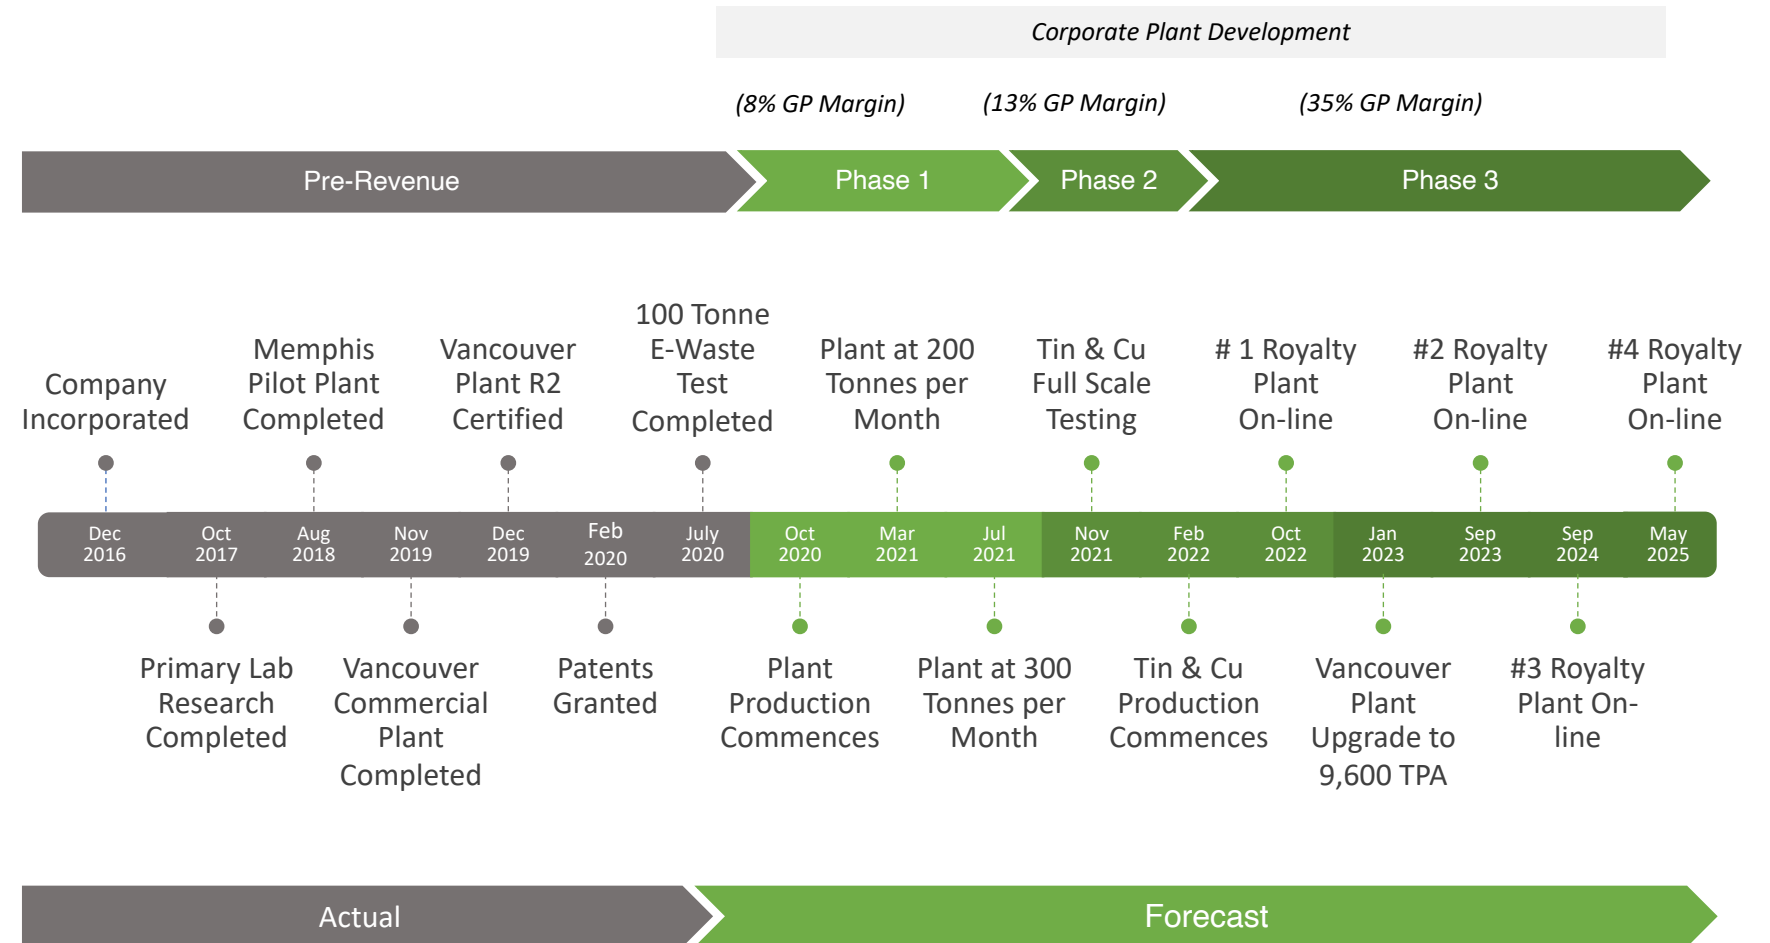 Corporate Plant Development
(8% GP Margin)
(13% GP Margin)
(35% GP Margin)
Pre-Revenue
Phase 1
Phase 2
Phase 3
Company
Incorporated
Memphis
Pilot Plant
Completed
Vancouver
Plant R2
Certified
100 Tonne
E-Waste
Test
Completed
Plant at 200
Tonnes per
Month
Tin & Cu
Full Scale
Testing
# 1 Royalty
Plant
On-line
#2 Royalty
Plant
On-line
#4 Royalty
Plant
On-line
Dec
2016
Oct
2017
Aug
2018
Nov
2019
Dec
2019
Feb
2020
July
2020
Oct
2020
Mar
2021
Jul
2021
Nov
2021
Feb
2022
Oct
2022
Jan
2023
Sep
2023
Sep
2024
May
2025
Primary Lab
Research
Completed
Vancouver
Commercial
Plant
Completed
Patents
Granted
Plant
Production
Commences
Plant at 300
Tonnes per
Month
Tin & Cu
Production
Commences
Vancouver
Plant
Upgrade to
9,600 TPA
#3 Royalty
Plant On-
line
Actual
Forecast